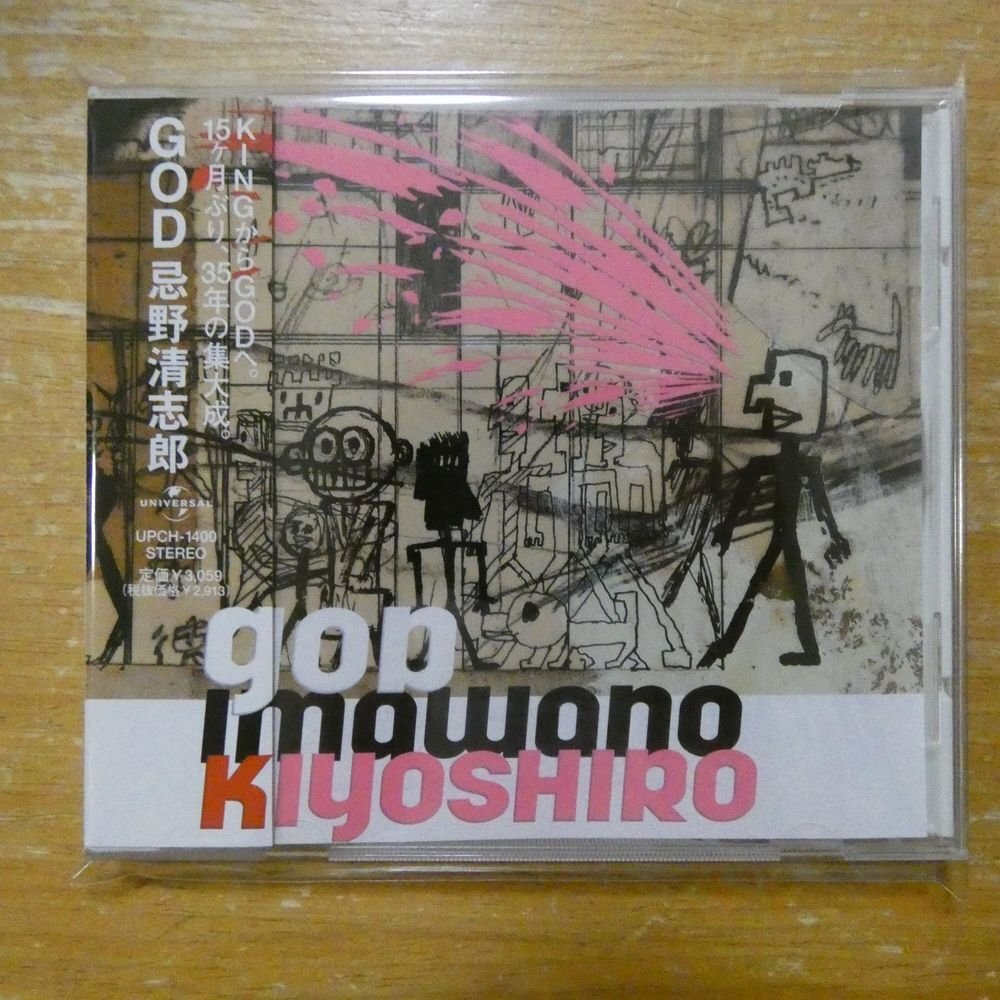 KINGからGODへ。
15ヶ月ぶり、35年の集大成。
GOD 忌野清志郎
UNIVERSAL
UPCH-1400
STEREO
定価¥3,059
(税抜価格¥2,913)
goD
Imawano
KIYOSHIRO